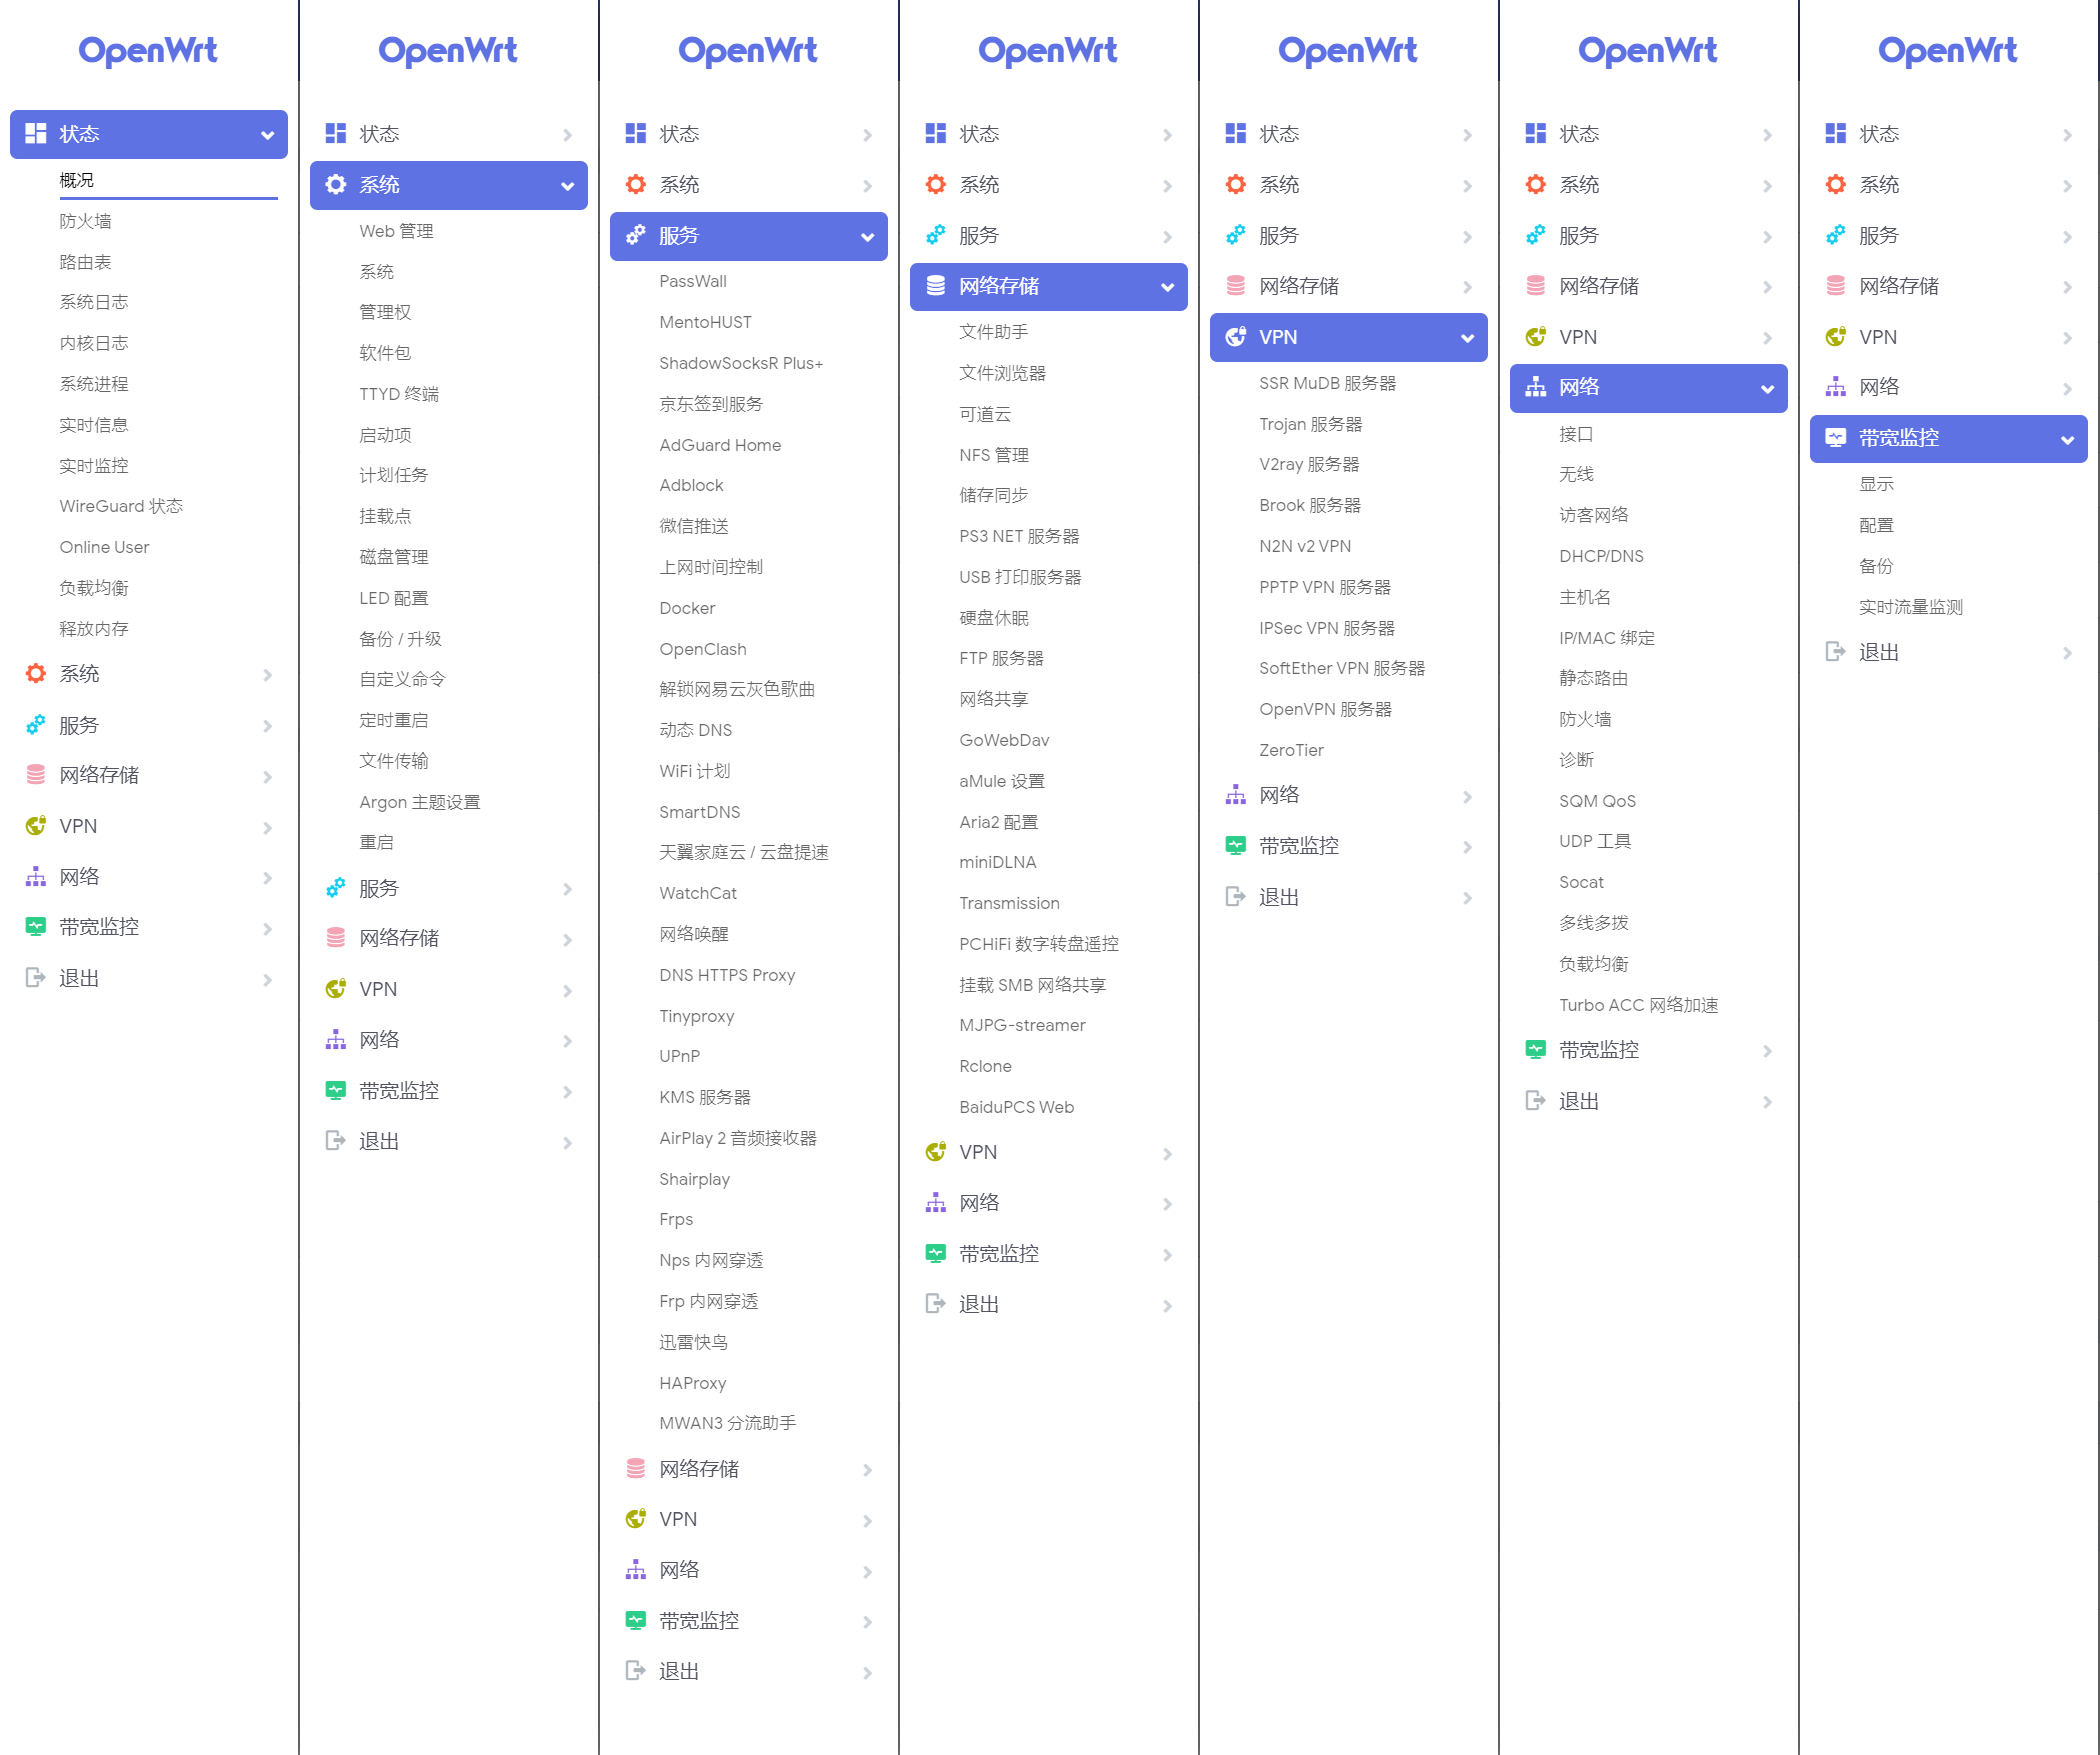 OpenWrt
状态
概况
防火墙
路由表
系统日志
内核日志
系统进程
实时信息
实时监控
WireGuard 状态
Online User
负载均衡
释放内存
系统
服务
网络存储
VPN
网络
带宽监控
退出
OpenWrt
状态
系统
Web 管理
系统
管理权
软件包
TTYD 终端
启动项
计划任务
挂载点
磁盘管理
LED 配置
备份 / 升级
自定义命令
定时重启
文件传输
Argon 主题设置
重启
服务
网络存储
VPN
网络
带宽监控
退出
OpenWrt
状态
系统
服务
PassWall
MentoHUST
ShadowSocksR Plus+
京东签到服务
AdGuard Home
Adblock
微信推送
上网时间控制
Docker
OpenClash
解锁网易云灰色歌曲
动态 DNS
WiFi 计划
SmartDNS
天翼家庭云 / 云盘提速
WatchCat
网络唤醒
DNS HTTPS Proxy
Tinyproxy
UPnP
KMS 服务器
AirPlay 2 音频接收器
Shairplay
Frps
Nps 内网穿透
Frp 内网穿透
迅雷快鸟
HAProxy
MWAN3 分流助手
网络存储
VPN
网络
带宽监控
退出
OpenWrt
状态
系统
服务
网络存储
文件助手
文件浏览器
可道云
NFS 管理
储存同步
PS3 NET 服务器
USB 打印服务器
硬盘休眠
FTP 服务器
网络共享
GoWebDav
aMule 设置
Aria2 配置
miniDLNA
Transmission
PCHiFi 数字转盘遥控
挂载 SMB 网络共享
MJPG-streamer
Rclone
BaiduPCS Web
VPN
网络
带宽监控
退出
OpenWrt
状态
系统
服务
网络存储
VPN
SSR MuDB 服务器
Trojan 服务器
V2ray 服务器
Brook 服务器
N2N v2 VPN
PPTP VPN 服务器
IPSec VPN 服务器
SoftEther VPN 服务器
OpenVPN 服务器
ZeroTier
网络
带宽监控
退出
OpenWrt
状态
系统
服务
网络存储
VPN
网络
接口
无线
访客网络
DHCP/DNS
主机名
IP/MAC 绑定
静态路由
防火墙
诊断
SQM QoS
UDP 工具
Socat
多线多拨
负载均衡
Turbo ACC 网络加速
带宽监控
退出
OpenWrt
状态
系统
服务
网络存储
VPN
网络
带宽监控
显示
配置
备份
实时流量监测
退出